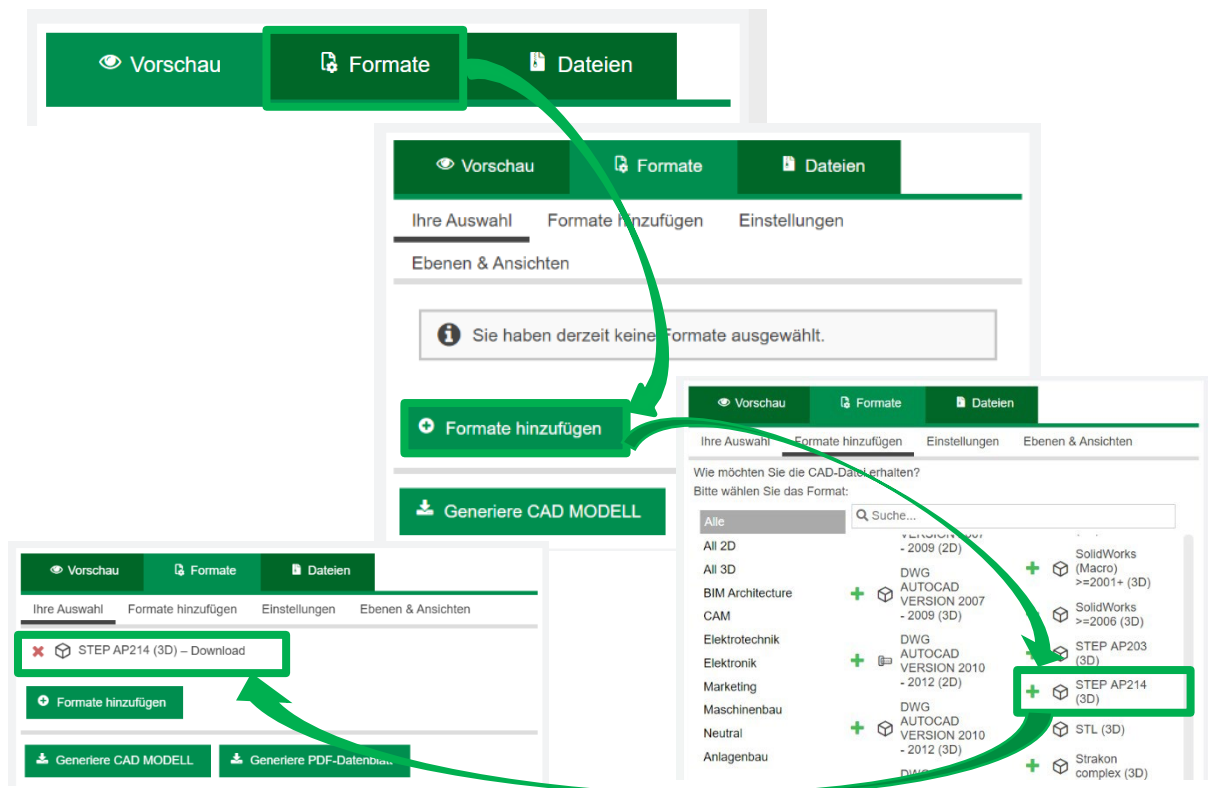 Vorschau Formate Dateien
Vorschau Formate Dateien
Ihre Auswahl Formate hinzufügen Einstellungen
Ebenen & Ansichten
Sie haben derzeit keine Formate ausgewählt.
Formate hinzufügen
Generiere CAD MODELL
Vorschau Formate Dateien
Ihre Auswahl Formate hinzufügen Einstellungen Ebenen & Ansichten
Wie möchten Sie die CAD-Datei erhalten?
Bitte wählen Sie das Format:
Suche...
Alle
All 2D
All 3D
BIM Architecture
CAM
Elektrotechnik
Elektronik
Marketing
Maschinenbau
Neutral
Anlagenbau
- 2009 (2D)
DWG
AUTOCAD
VERSION 2007
- 2009 (3D)
DWG
AUTOCAD
VERSION 2010
- 2012 (2D)
DWG
AUTOCAD
VERSION 2010
- 2012 (3D)
SolidWorks
(Macro)
>=2001+ (3D)
SolidWorks
>=2006 (3D)
STEP AP203
(3D)
STEP AP214
(3D)
STL (3D)
Strakon
complex (3D)
Vorschau Formate Dateien
Ihre Auswahl Formate hinzufügen Einstellungen Ebenen & Ansichten
STEP AP214 (3D) – Download
Formate hinzufügen
Generiere CAD MODELL Generiere PDF-Datenblatt